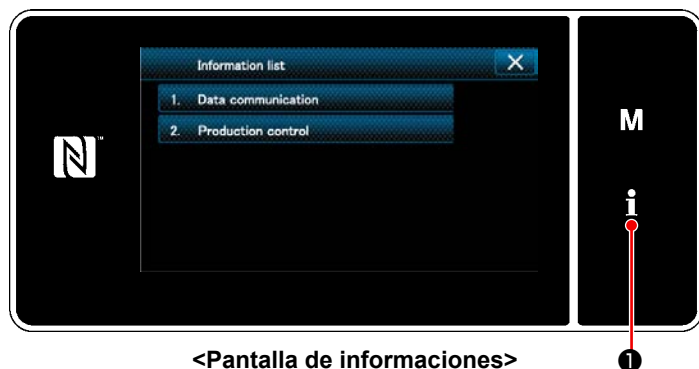 Information list
1. Data communication
2. Production control
M
i
<Pantalla de informaciones>
❶